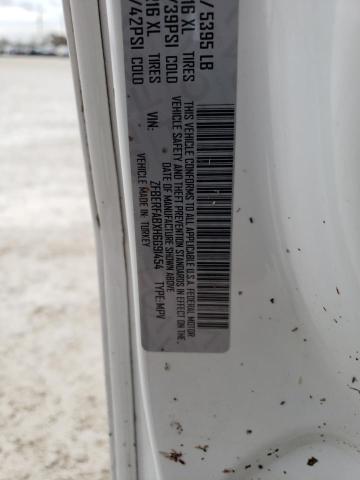 / 5395 LB
16 XL TIRES
/39PSI COLD
216 XL TIRES
/42PSI COLD
THIS VEHICLE CONFORMS TO ALL APPLICABLE U.S.A. FEDERAL MOTOR
VEHICLE SAFETY AND THEFT PREVENTION STANDARDS IN EFFECT ON THE
DATE OF MANUFACTURE SHOWN ABOVE
VIN: ZFBERFABXH6G91454 TYPE:MPV
VEHICLE MADE IN: TURKEY